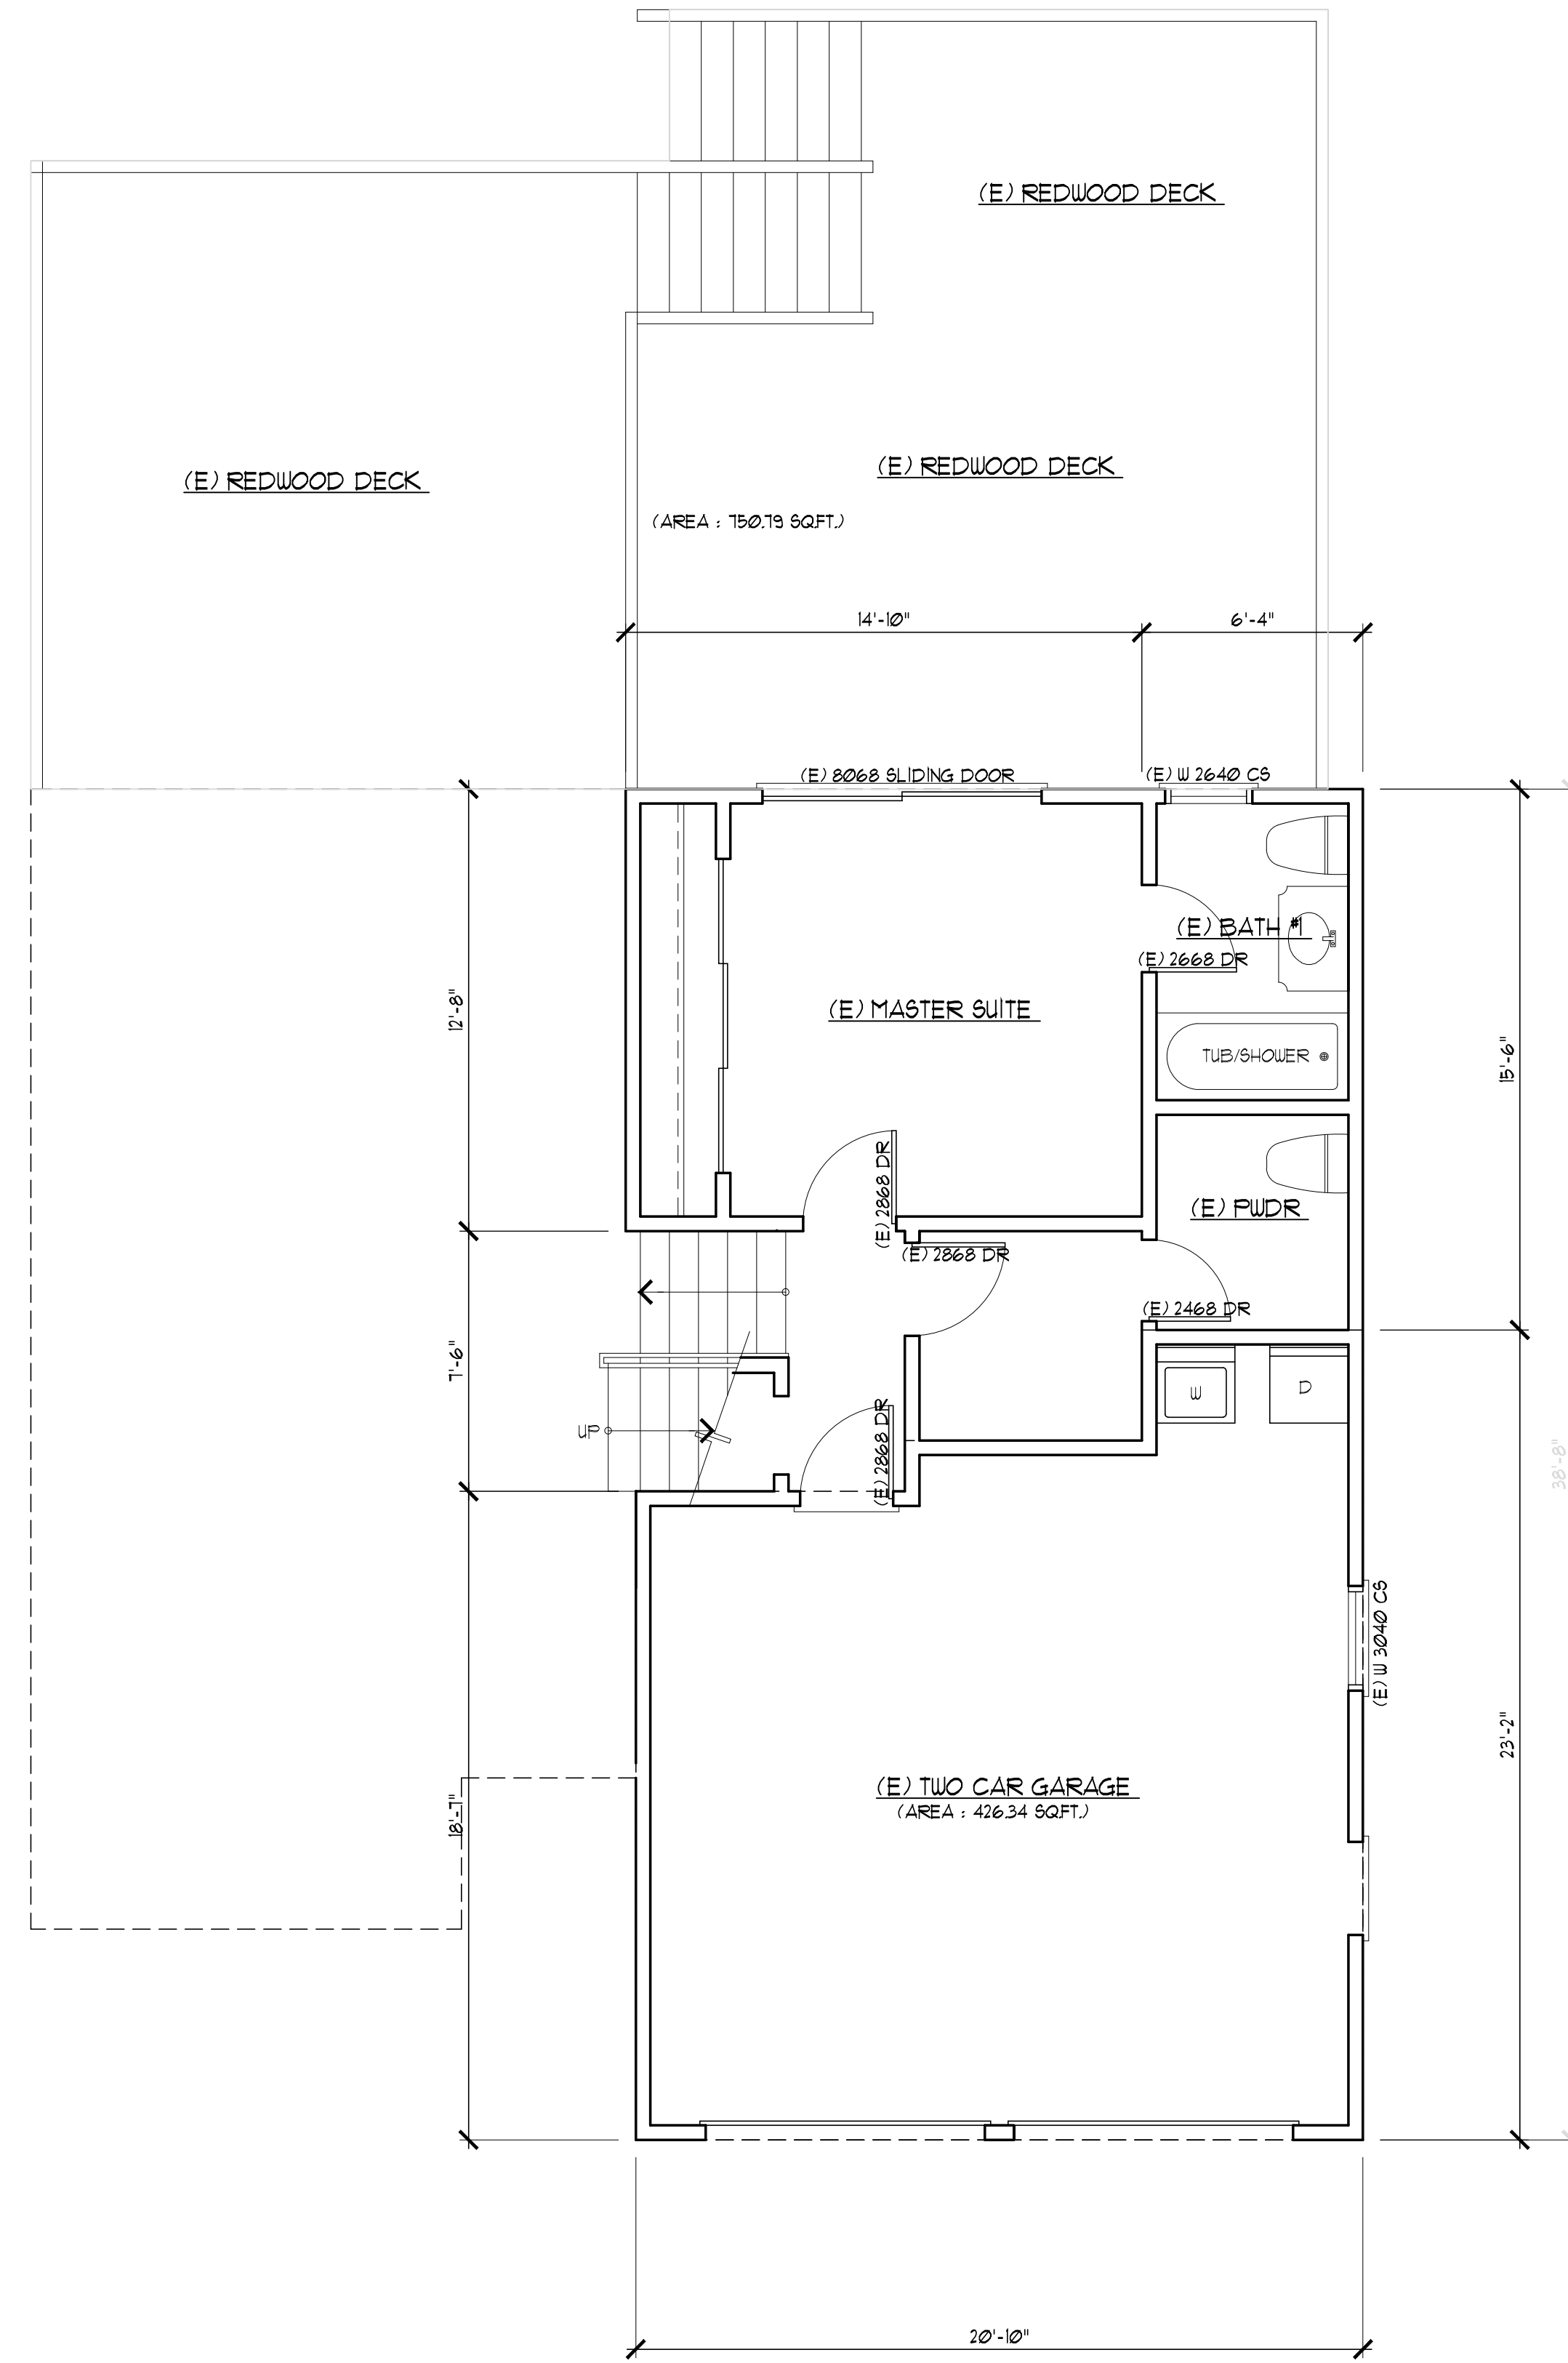 (E) REDWOOD DECK
(E) REDWOOD DECK
(E) REDWOOD DECK
(AREA : 750.79 SQ.FT.)
14'-10"
6'-4"
(E) 8068 SLIDING DOOR
(E) W 2640 CS
(E) BATH #1
(E) 2668 DR
12'-8"
(E) MASTER SUITE
TUB/SHOWER
15'-6"
(E) 2868 DR
(E) PWDR
(E) 2868 DR
(E) 2468 DR
7'-6"
W
D
UP
(E) 2868 DR
38'-8"
(E) W 3040 CS
23'-2"
(E) TWO CAR GARAGE
(AREA : 426.34 SQ.FT.)
18'-7"
20'-10"